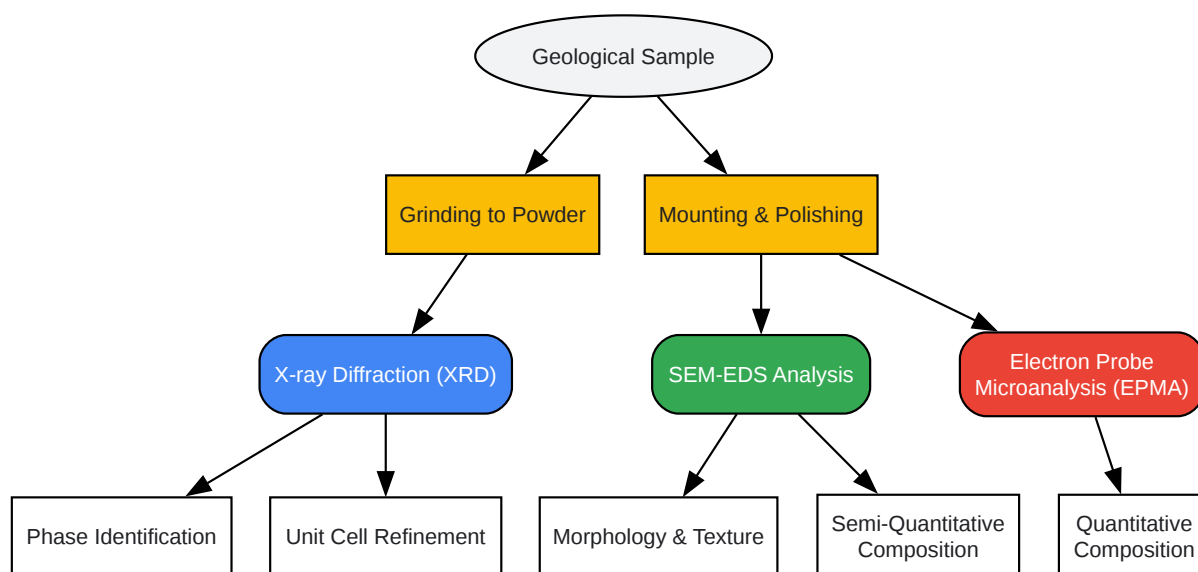 Geological Sample
Grinding to Powder
Mounting & Polishing
X-ray Diffraction (XRD)
SEM-EDS Analysis
Electron Probe
Microanalysis (EPMA)
Phase Identification
Unit Cell Refinement
Morphology & Texture
Semi-Quantitative
Composition
Quantitative
Composition